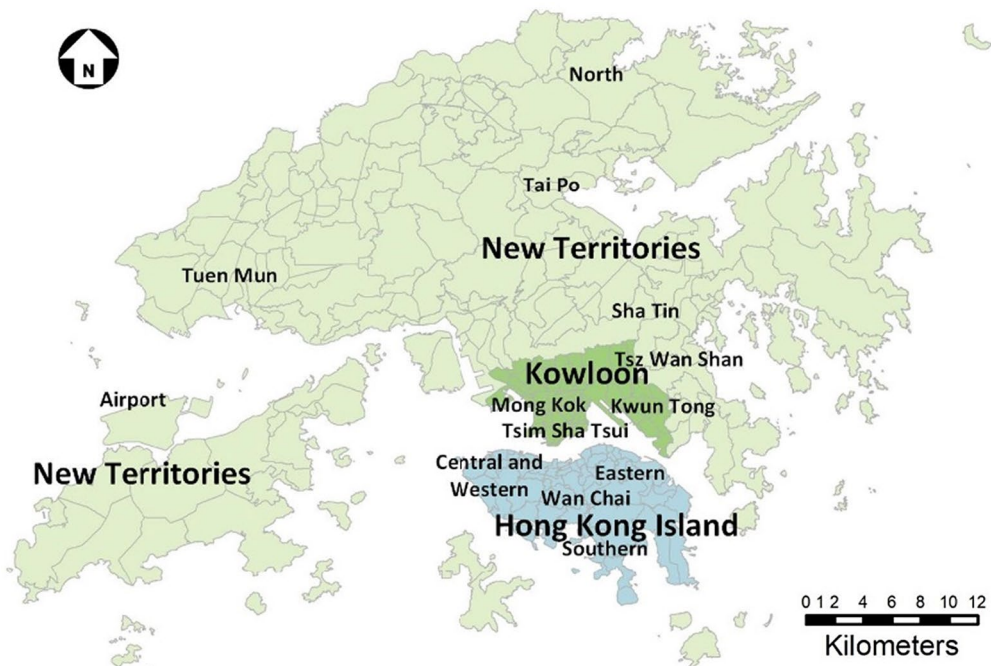 N
North
Tai Po
New Territories
Tuen Mun
Sha Tin
Tsz Wan Shan
Kowloon
Airport
Mong Kok
Kwun Tong
Tsim Sha Tsui
New Territories
Central and
Western
Eastern
Wan Chai
Hong Kong Island
Southern
0 1 2 4 6 8 10 12
Kilometers